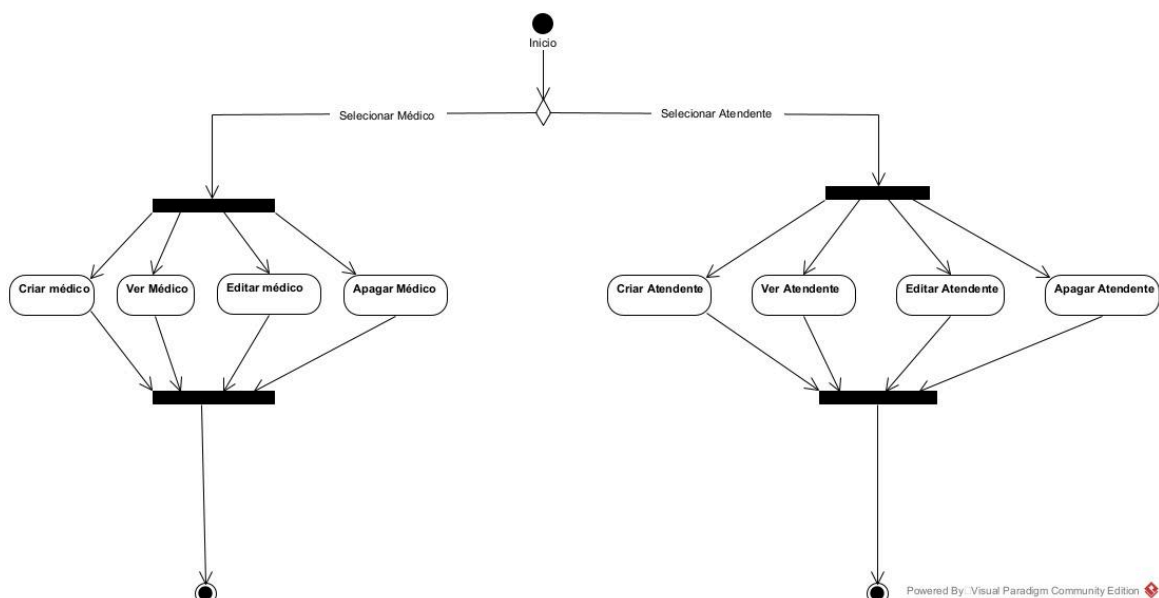 Inicio
Selecionar Médico
Selecionar Atendente
Criar médico
Ver Médico
Editar médico
Apagar Médico
Criar Atendente
Ver Atendente
Editar Atendente
Apagar Atendente
Powered By Visual Paradigm Community Edition